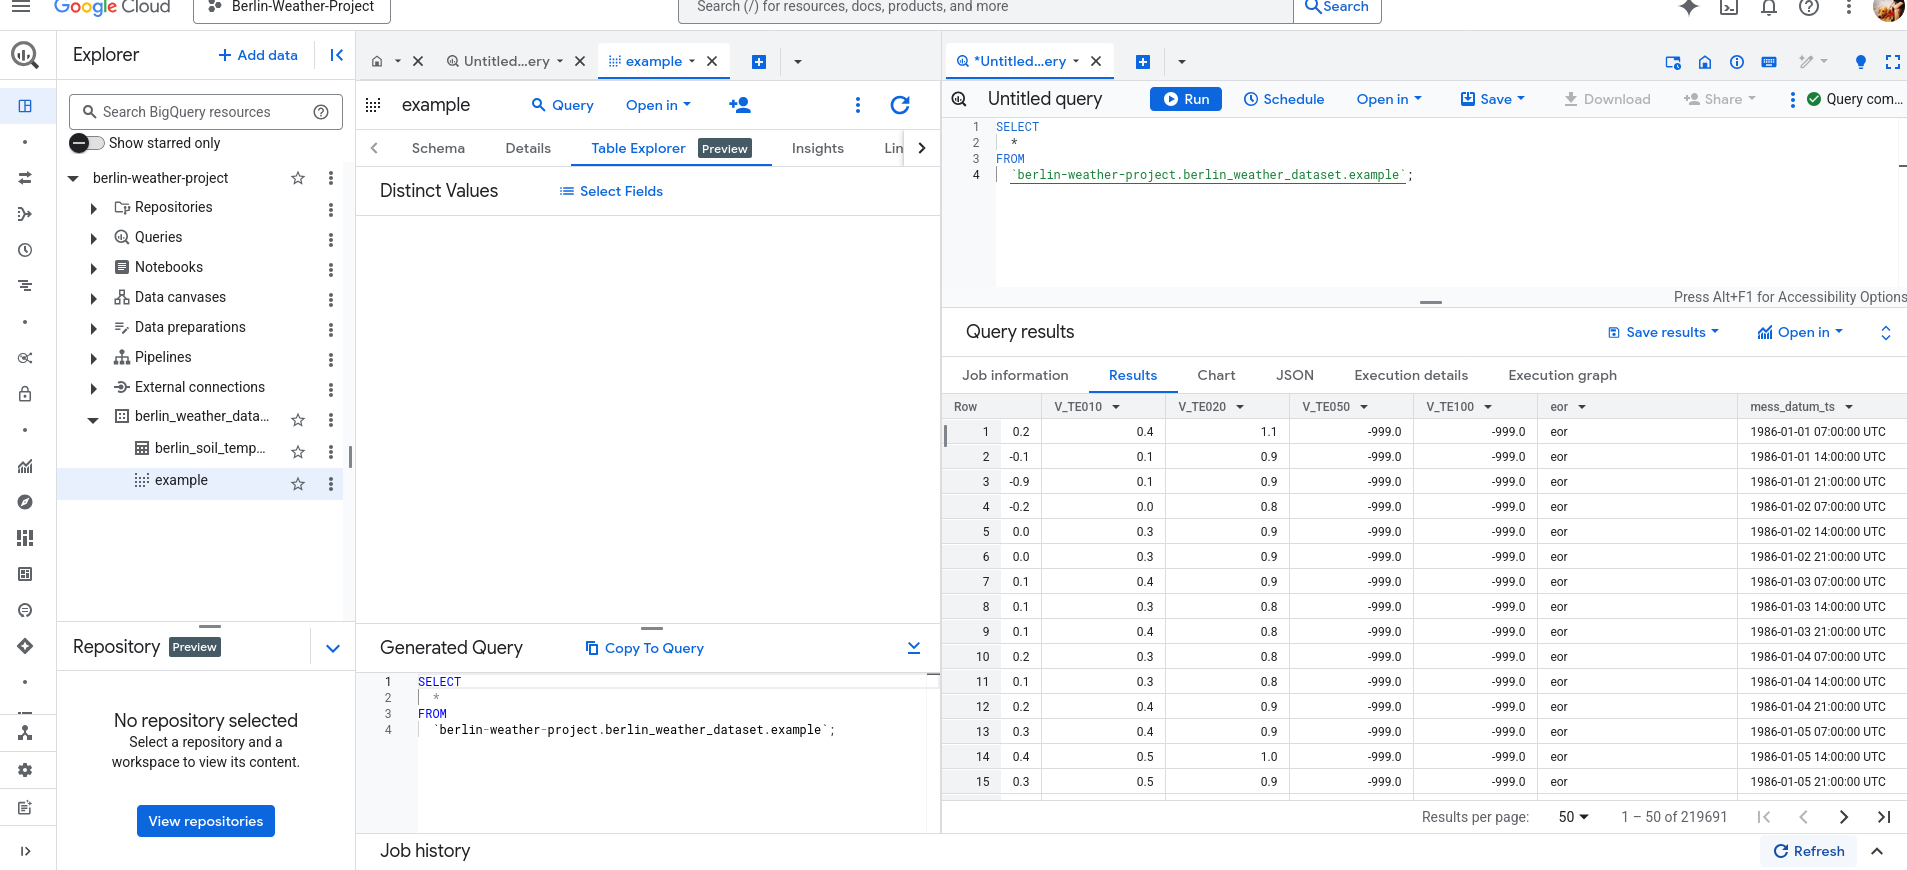 Google Cloud
Berlin-Weather-Project
Search (/) for resources, docs, products, and more
Search
Explorer
Add data
Search BigQuery resources
Show starred only
berlin-weather-project
Repositories
Queries
Notebooks
Data canvases
Data preparations
Pipelines
External connections
berlin_weather_data...
berlin_soil_temp...
example
Repository Preview
No repository selected
Select a repository and a
workspace to view its content.
View repositories
Untitled...ery
example
example
Query
Open in
Schema
Details
Table Explorer Preview
Insights
Lin
Distinct Values
Select Fields
Generated Query
Copy To Query
1 SELECT
2 *
3 FROM
4 `berlin-weather-project.berlin_weather_dataset.example`;
Job history
Refresh
*Untitled...ery
Untitled query
Run
Schedule
Open in
Save
Download
Share
Query com...
1 SELECT
2 *
3 FROM
4 `berlin-weather-project.berlin_weather_dataset.example`;
Press Alt+F1 for Accessibility Options
Query results
Save results
Open in
Job information
Results
Chart
JSON
Execution details
Execution graph
Row V_TE010 V_TE020 V_TE050 V_TE100 eor mess_datum_ts
1 0.2 0.4 1.1 -999.0 -999.0 eor 1986-01-01 07:00:00 UTC
2 -0.1 0.1 0.9 -999.0 -999.0 eor 1986-01-01 14:00:00 UTC
3 -0.9 0.1 0.9 -999.0 -999.0 eor 1986-01-01 21:00:00 UTC
4 -0.2 0.0 0.8 -999.0 -999.0 eor 1986-01-02 07:00:00 UTC
5 0.0 0.3 0.9 -999.0 -999.0 eor 1986-01-02 14:00:00 UTC
6 0.0 0.3 0.9 -999.0 -999.0 eor 1986-01-02 21:00:00 UTC
7 0.1 0.4 0.9 -999.0 -999.0 eor 1986-01-03 07:00:00 UTC
8 0.1 0.3 0.8 -999.0 -999.0 eor 1986-01-03 14:00:00 UTC
9 0.1 0.4 0.8 -999.0 -999.0 eor 1986-01-03 21:00:00 UTC
10 0.2 0.3 0.8 -999.0 -999.0 eor 1986-01-04 07:00:00 UTC
11 0.1 0.3 0.8 -999.0 -999.0 eor 1986-01-04 14:00:00 UTC
12 0.2 0.4 0.9 -999.0 -999.0 eor 1986-01-04 21:00:00 UTC
13 0.3 0.4 0.9 -999.0 -999.0 eor 1986-01-05 07:00:00 UTC
14 0.4 0.5 1.0 -999.0 -999.0 eor 1986-01-05 14:00:00 UTC
15 0.3 0.5 0.9 -999.0 -999.0 eor 1986-01-05 21:00:00 UTC
Results per page: 50 1 – 50 of 219691